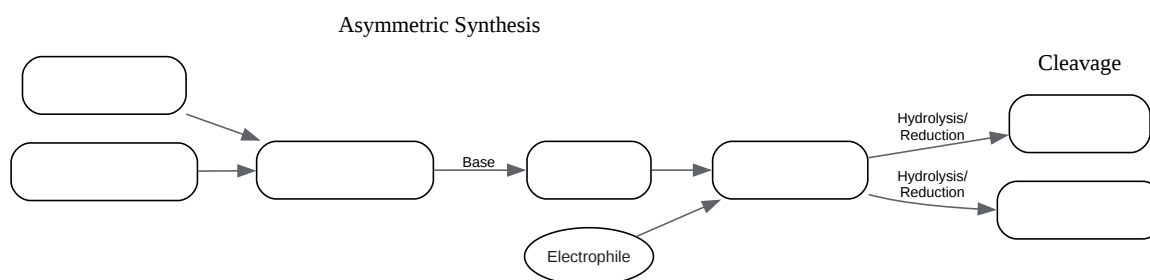 Asymmetric Synthesis
Cleavage
Hydrolysis/
Reduction
Base
Hydrolysis/
Reduction
Electrophile